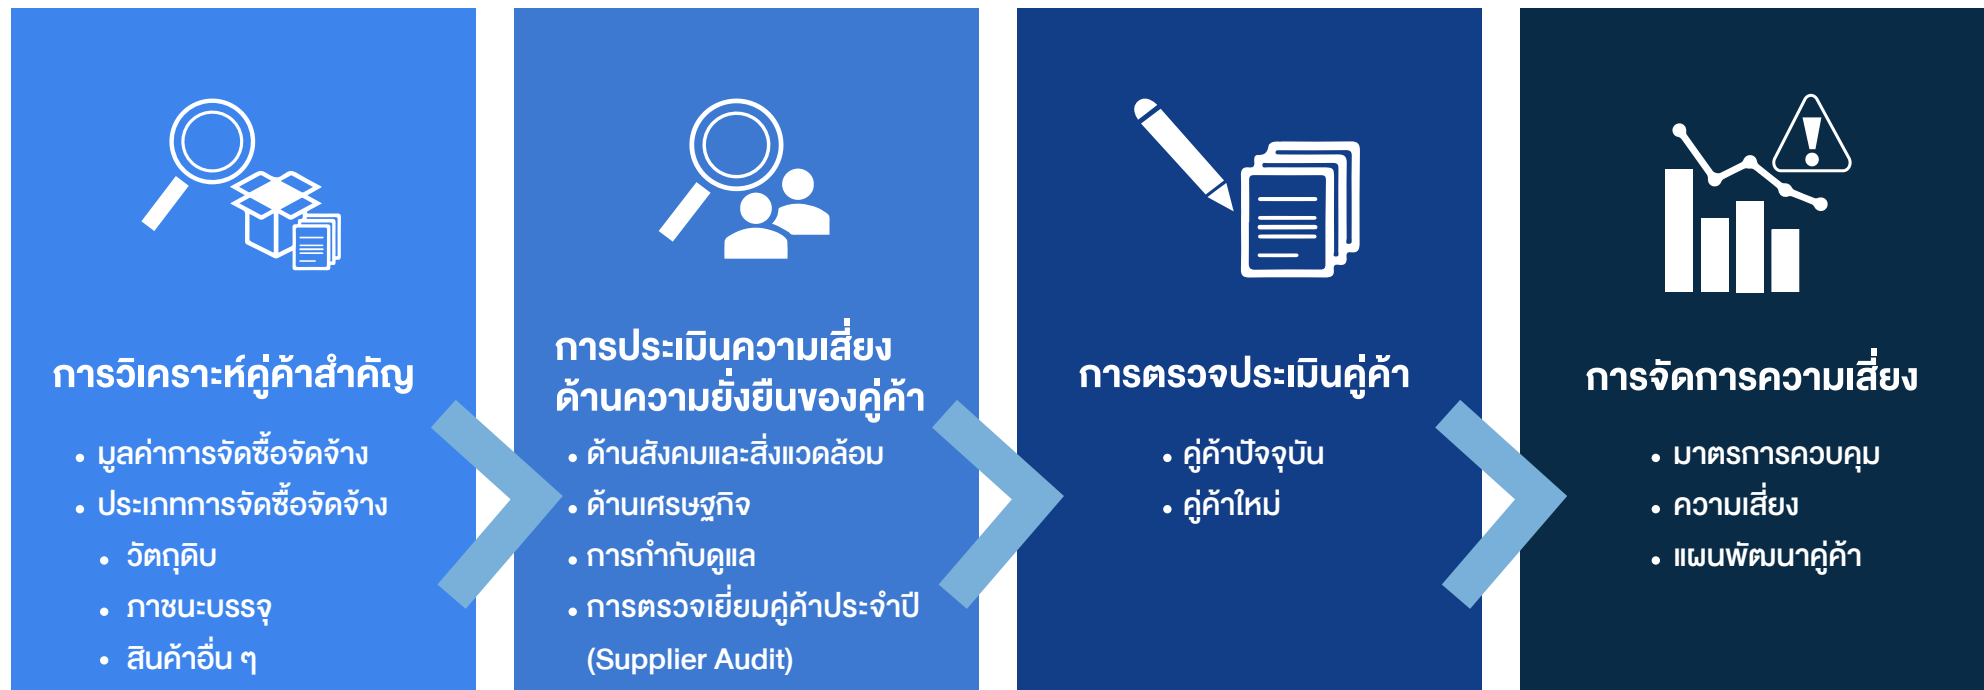 การวิเคราะห์คู่ค้าสำคัญ
• มูลค่าการจัดซื้อจัดจ้าง
• ประเภทการจัดซื้อจัดจ้าง
• วัตถุดิบ
• ภาชนะบรรจุ
• สินค้าอื่น ๆ
การประเมินความเสี่ยง
ด้านความยั่งยืนของคู่ค้า
• ด้านสังคมและสิ่งแวดล้อม
• ด้านเศรษฐกิจ
• การกำกับดูแล
• การตรวจเยี่ยมคู่ค้าประจำปี
(Supplier Audit)
การตรวจประเมินคู่ค้า
• คู่ค้าปัจจุบัน
• คู่ค้าใหม่
การจัดการความเสี่ยง
• มาตรการควบคุม
• ความเสี่ยง
• แผนพัฒนาคู่ค้า